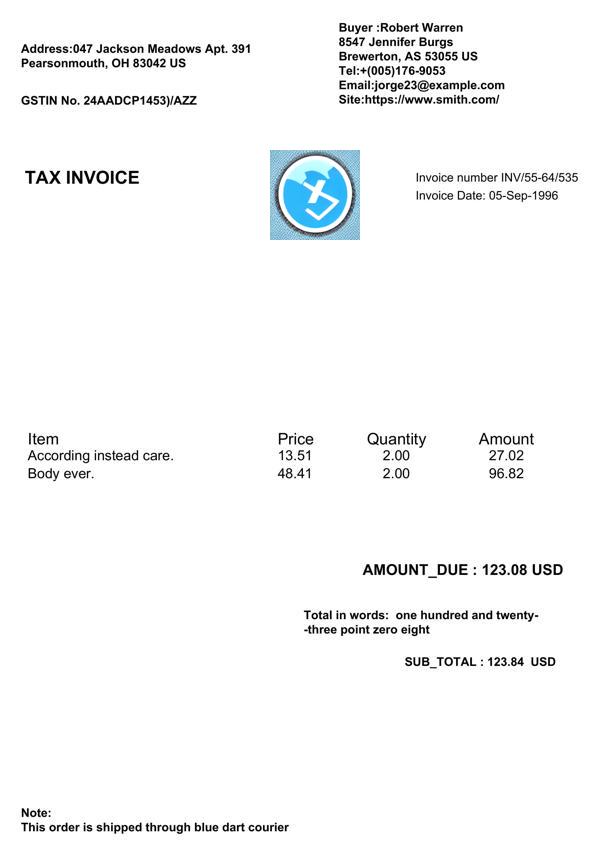 Address:047 Jackson Meadows Apt. 391
Pearsonmouth, OH 83042 US
GSTIN No. 24AADCP1453)/AZZ
Buyer :Robert Warren
8547 Jennifer Burgs
Brewerton, AS 53055 US
Tel:+(005)176-9053
Email:jorge23@example.com
Site:https://www.smith.com/
TAX INVOICE
Invoice number INV/55-64/535
Invoice Date: 05-Sep-1996
Item Price Quantity Amount
According instead care. 13.51 2.00 27.02
Body ever. 48.41 2.00 96.82
AMOUNT_DUE : 123.08 USD
Total in words:  one hundred and twenty-
-three point zero eight
SUB_TOTAL : 123.84  USD
Note:
This order is shipped through blue dart courier